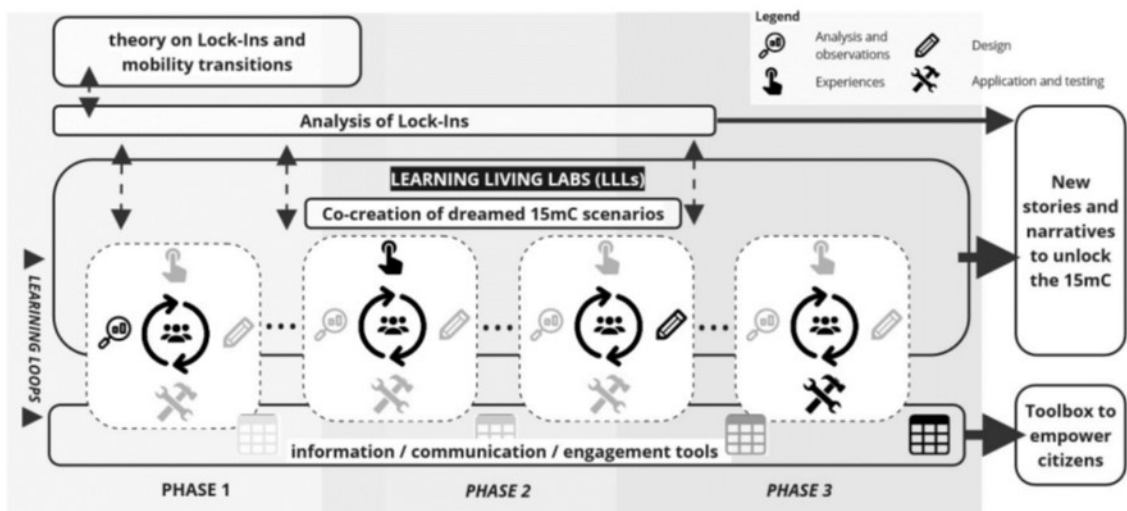 theory on Lock-Ins and
mobility transitions
Legend
Analysis and
observations
Design
Experiences
Application and testing
Analysis of Lock-Ins
LEARNING LIVING LABS (LLLs)
Co-creation of dreamed 15mC scenarios
New
stories and
narratives
to unlock
the 15mC
LEARINING LOOPS
information / communication / engagement tools
Toolbox to
empower
citizens
PHASE 1
PHASE 2
PHASE 3